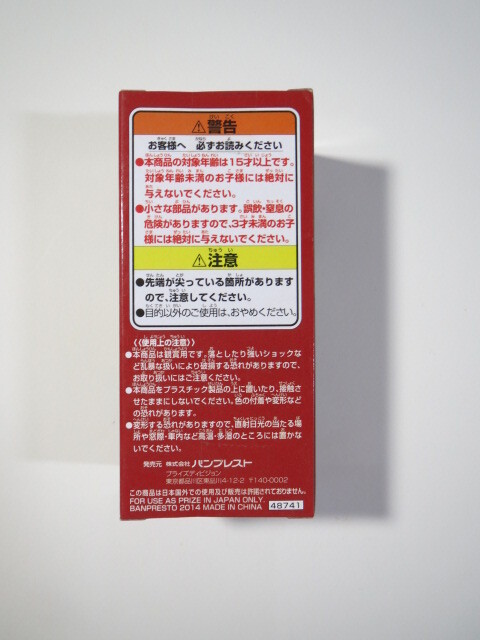 ⚠警告
お客様へ 必ずお読みください
●本商品の対象年齢は15才以上です。
対象年齢未満のお子様には絶対に
与えないでください。
●小さな部品があります。誤飲・窒息の
危険がありますので、3才未満のお子
様には絶対に与えないでください。
⚠注意
●先端が尖っている箇所があります
ので、注意してください。
●目的以外のご使用は、おやめください。
《使用上の注意》
●本商品は観賞用です。落としたり強いショックな
ど乱暴な扱いにより破損する恐れがありますので、
お取り扱いにはご注意ください。
●本商品をプラスチック製品の上に置いたり、接触さ
せたままにしないでください。色の付着や変形など
の恐れがあります。
●変形する恐れがありますので、直射日光の当たる場
所や窓際・車内など高温・多湿のところには置かな
いでください。
発売元 株式会社 バンプレスト
プライズディビジョン
東京都品川区東品川4-12-2 〒140-0002
この商品は日本国外での使用及び販売は許諾されておりません。
FOR USE AS PRIZE IN JAPAN ONLY.
BANPRESTO 2014 MADE IN CHINA 48741